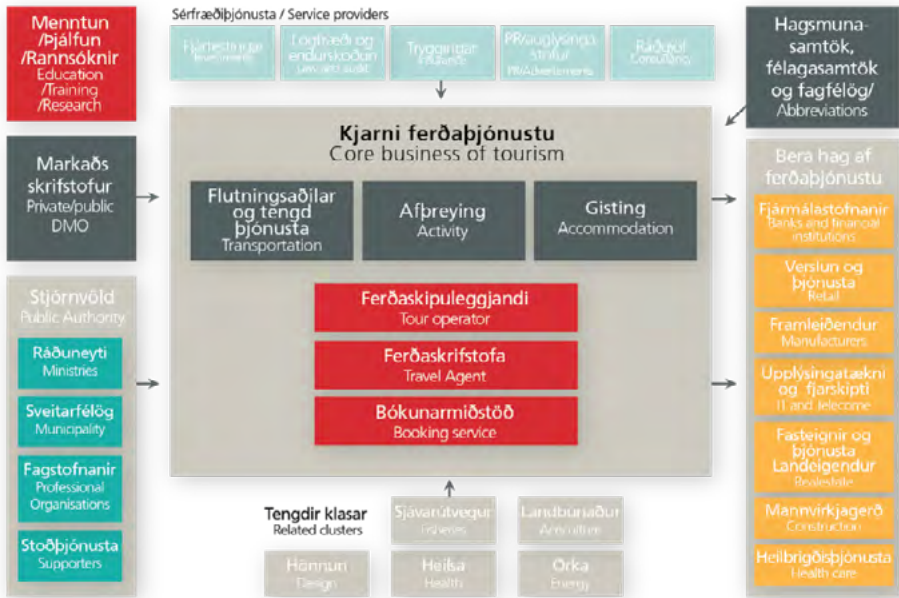 Menntun
/Þjálfun
/Rannsóknir
Education
/Training
/Research
Markaðs
skrifstofur
Private/public
DMO
Stjórnvöld
Public Authority
Ráðuneyti
Ministries
Sveitarfélög
Municipality
Fagstofnanir
Professional
Organisations
Stoðþjónusta
Supporters
Sérfræðiþjónusta / Service providers
Fjárfestingar
Investments
Lögfræði og
endurskoðun
Tryggingar
Insurance
PR/auglýsinga
stofur
PR/Advertements
Ráðgjöf
Consultancy
Kjarni ferðaþjónustu
Core business of tourism
Flutningsaðilar
og tengd
þjónusta
Transportation
Afþreying
Activity
Gisting
Accommodation
Ferðaskipuleggjandi
Tour operator
Ferðaskrifstofa
Travel Agent
Bókunarmiðstöð
Booking service
Tengdir klasar
Related clusters
Sjávarútvegur
Fisheries
Landbúnaður
Agriculture
Hönnun
Design
Heilsa
Health
Orka
Energy
Hagsmuna-
samtök,
félagasamtök
og fagfélög/
Abbreviations
Bera hag af
ferðaþjónustu
Fjármálastofnanir
Banks and financial
institutions
Verslun og
þjónusta
Retail
Framleiðendur
Manufacturers
Upplýsingatækni
og fjarskipti
IT and Telecome
Fasteignir og
þjónusta
Landeigendur
Realestate
Mannvirkjagerð
Construction
Heilbrigðisþjónusta
Health care